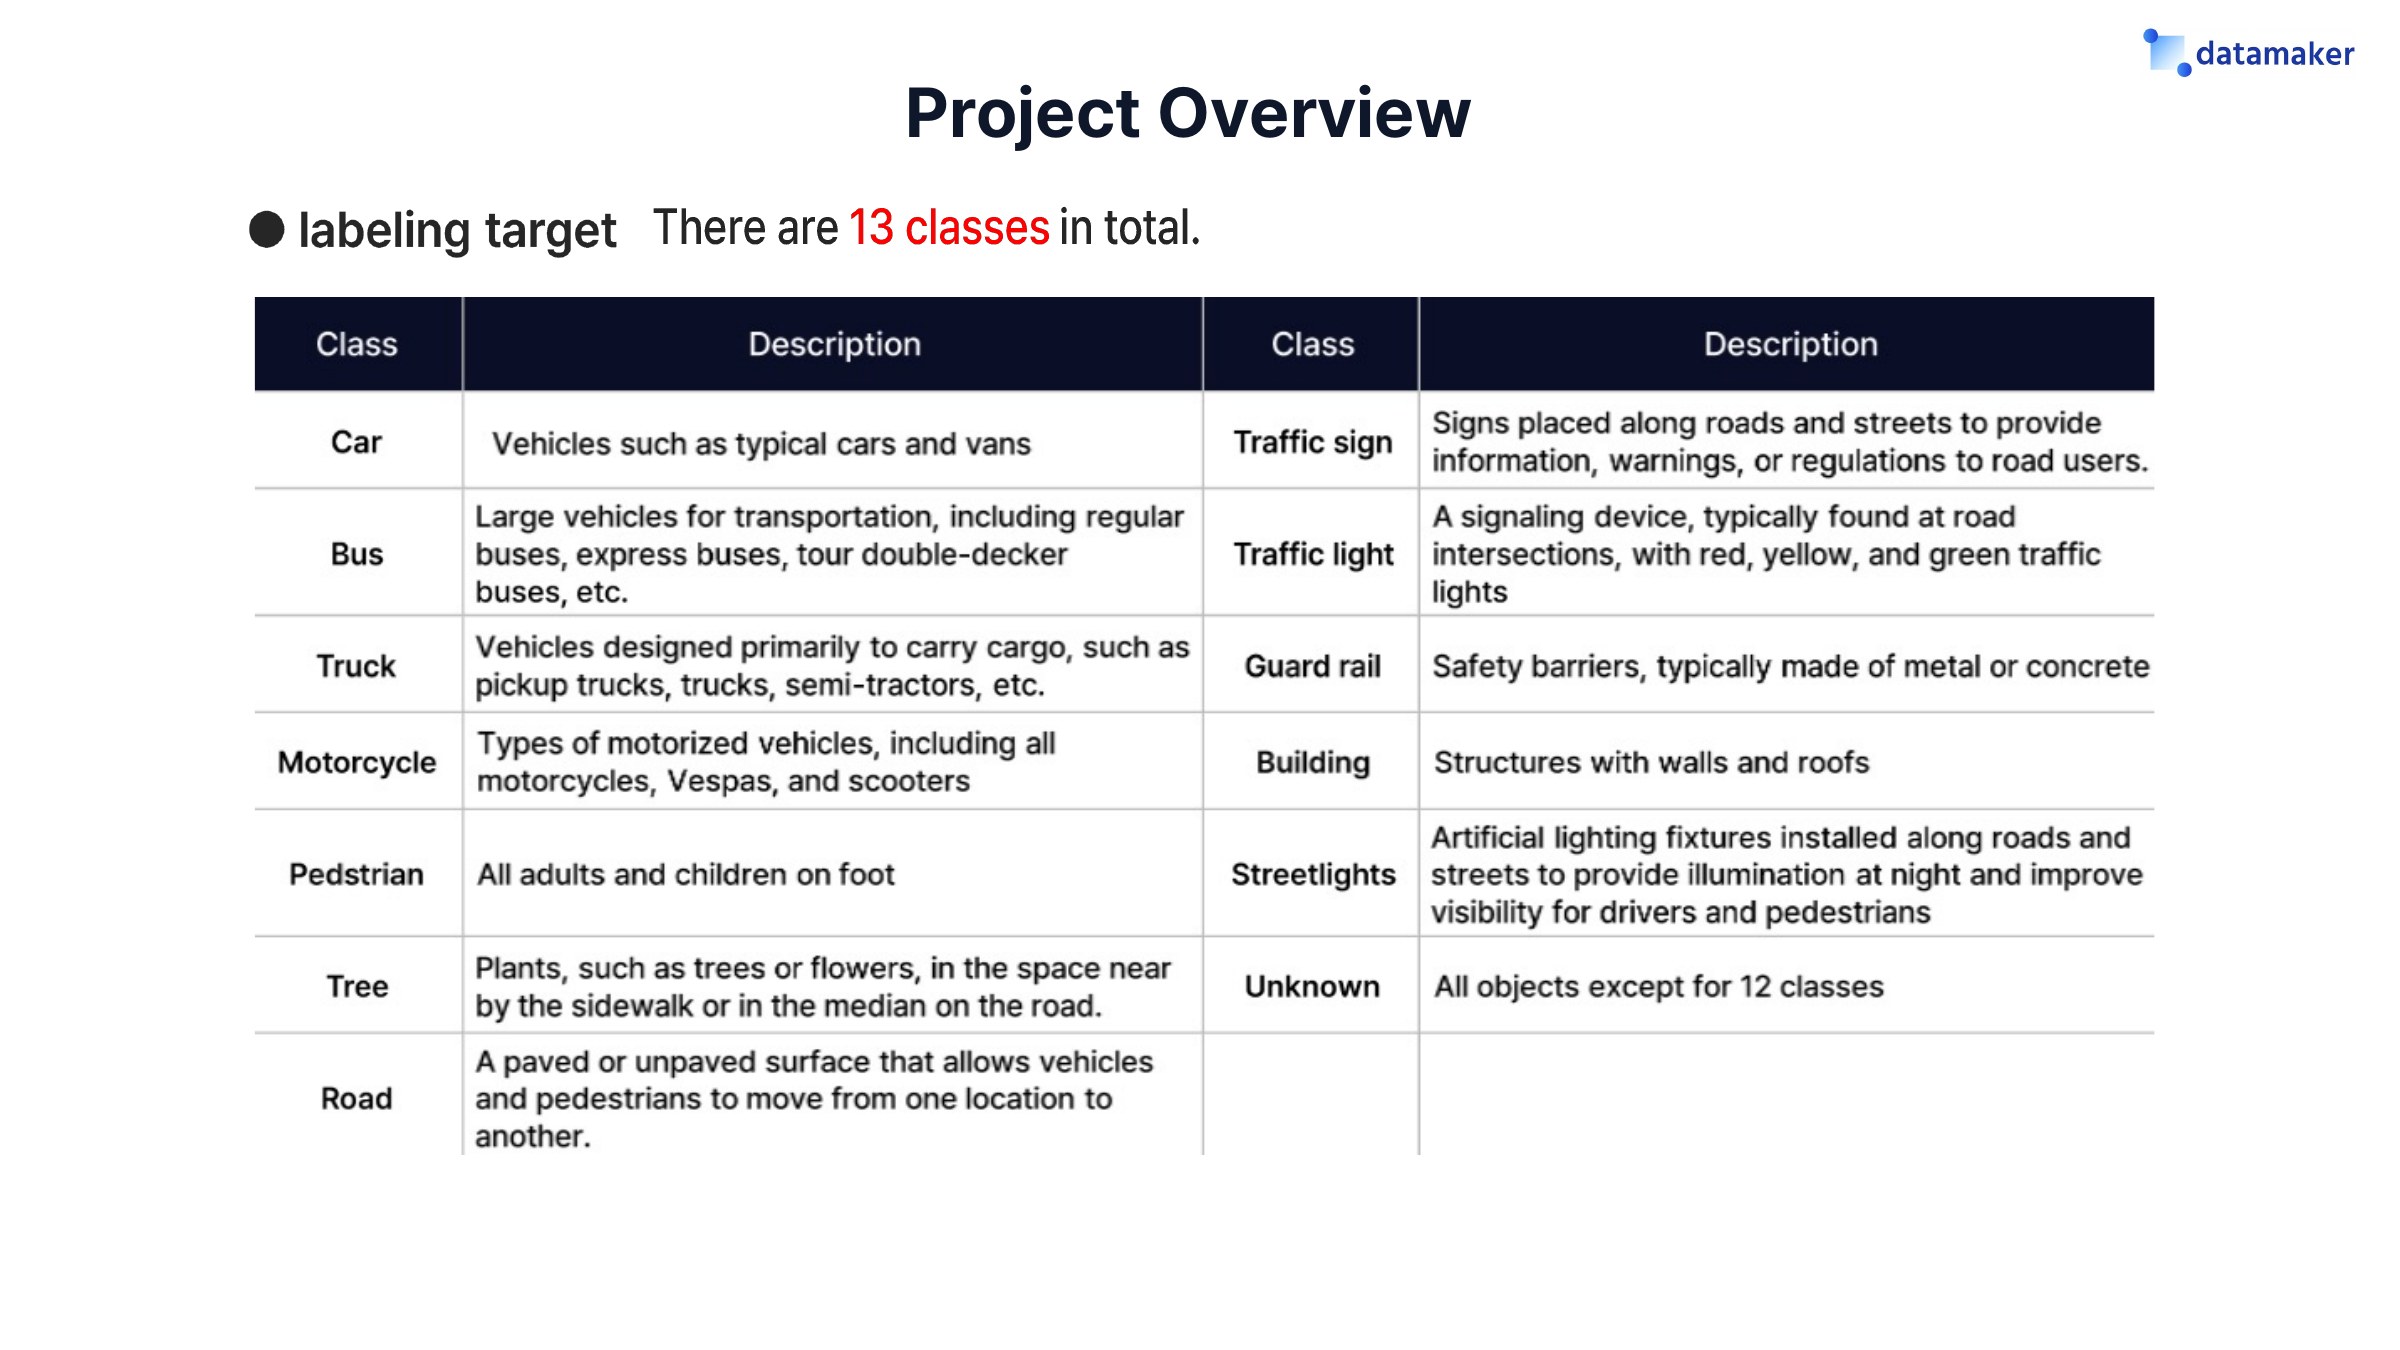 datamaker
Project Overview
● labeling target There are 13 classes in total.
Class Description Class Description
Car Vehicles such as typical cars and vans
Traffic sign Signs placed along roads and streets to provide
information, warnings, or regulations to road users.
Bus Large vehicles for transportation, including regular
buses, express buses, tour double-decker
buses, etc.
Traffic light A signaling device, typically found at road
intersections, with red, yellow, and green traffic
lights
Truck Vehicles designed primarily to carry cargo, such as
pickup trucks, trucks, semi-tractors, etc.
Guard rail Safety barriers, typically made of metal or concrete
Motorcycle Types of motorized vehicles, including all
motorcycles, Vespas, and scooters
Building Structures with walls and roofs
Pedstrian All adults and children on foot
Streetlights Artificial lighting fixtures installed along roads and
streets to provide illumination at night and improve
visibility for drivers and pedestrians
Tree Plants, such as trees or flowers, in the space near
by the sidewalk or in the median on the road.
Unknown All objects except for 12 classes
Road A paved or unpaved surface that allows vehicles
and pedestrians to move from one location to
another.